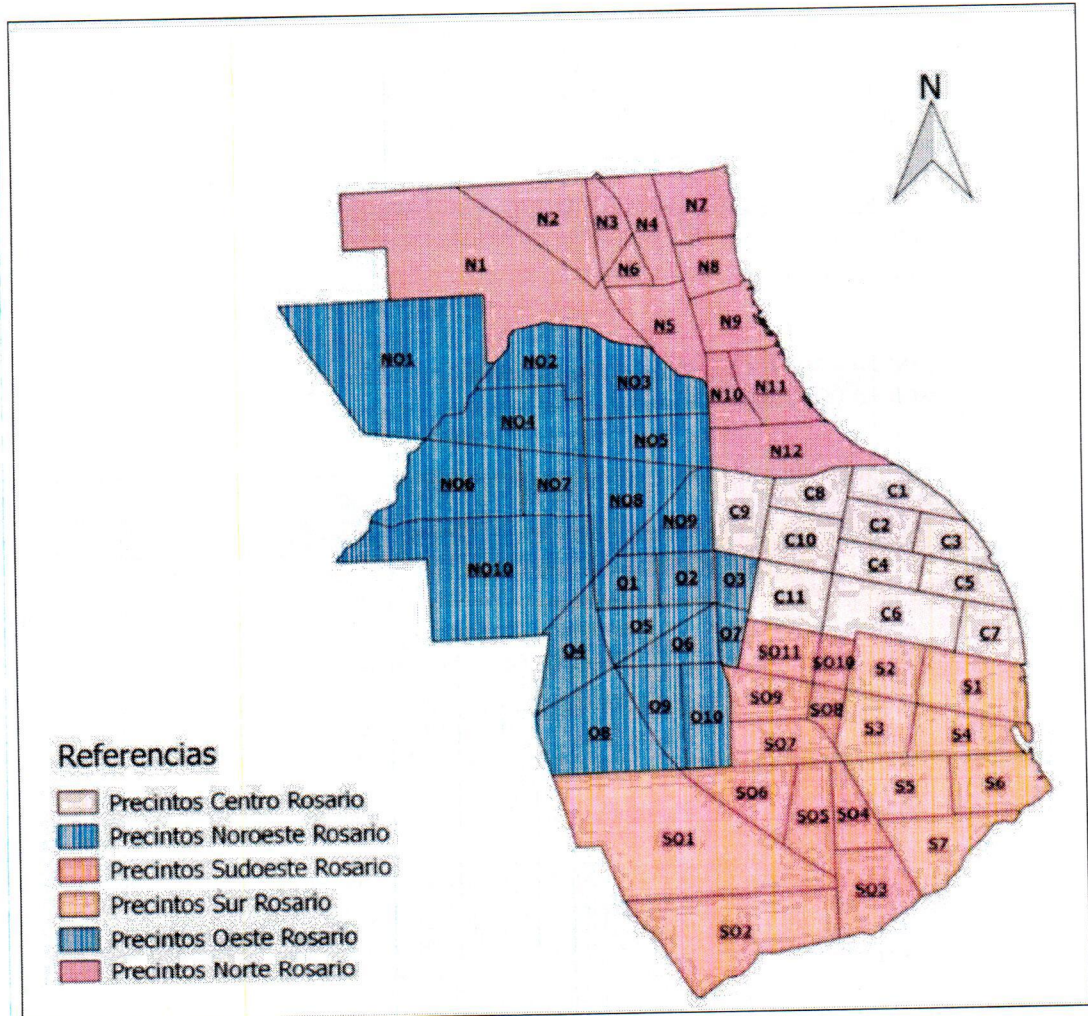 N
N7
N2
N3
N4
N1
N6
N8
N5
N9
NO1
NO2
NO3
N10
N11
NO4
NO5
N12
NO6
NO7
NO8
NO9
C9
C8
C1
C2
C3
C10
C4
C5
NO10
O1
O2
O3
C11
C6
C7
O5
O6
O7
O4
SO11
SO10
S2
S1
O9
O10
SO9
SO8
O8
SO7
S3
S4
SO6
SO5
SO4
S5
S6
SO1
S7
SO3
SO2
Referencias
Precintos Centro Rosario
Precintos Noroeste Rosario
Precintos Sudoeste Rosario
Precintos Sur Rosario
Precintos Oeste Rosario
Precintos Norte Rosario